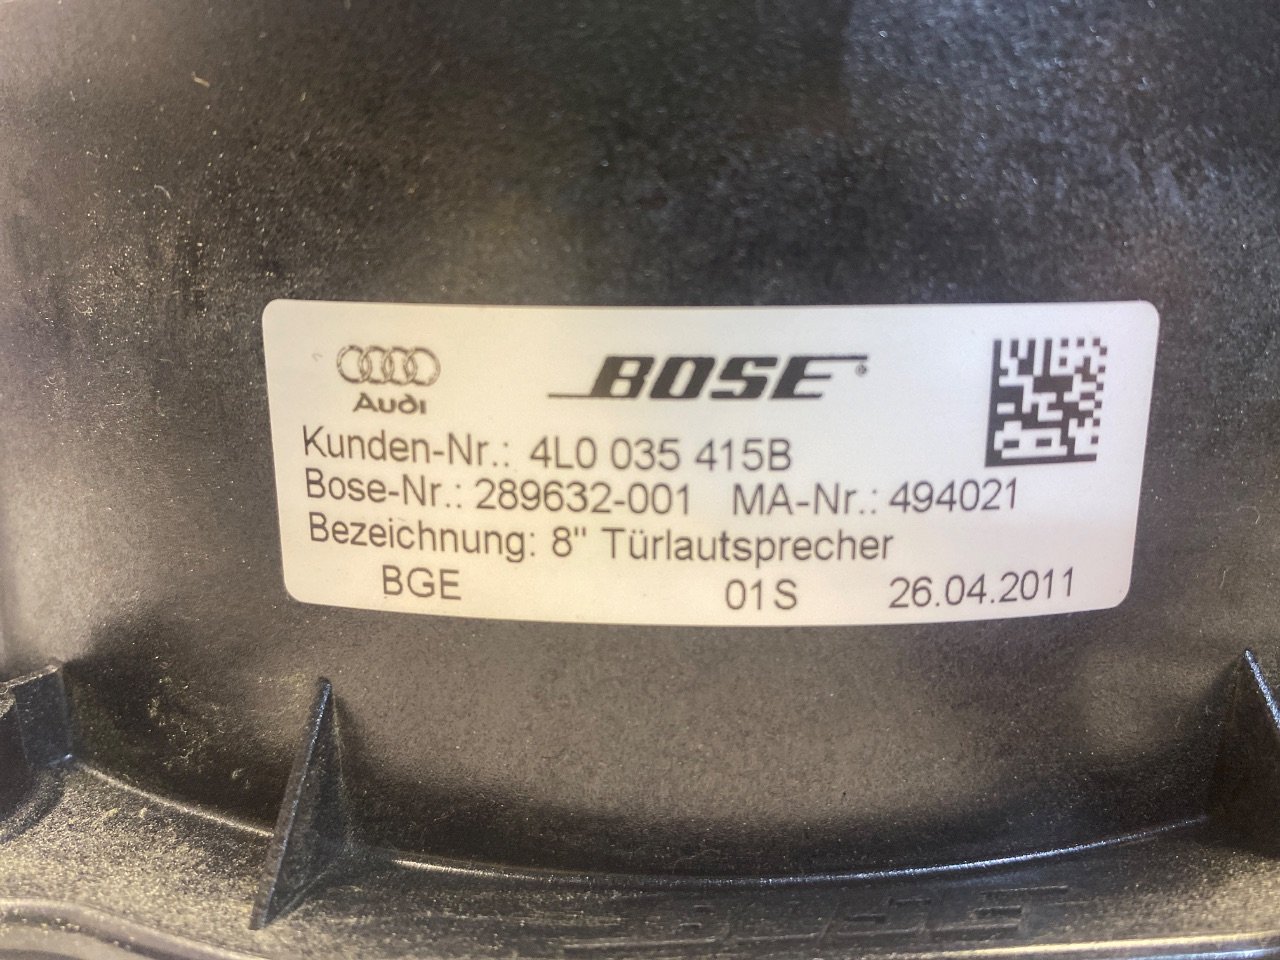 Audi
BOSE®
Kunden-Nr.: 4L0 035 415B
Bose-Nr.: 289632-001 MA-Nr.: 494021
Bezeichnung: 8" Türlautsprecher
BGE 01S 26.04.2011